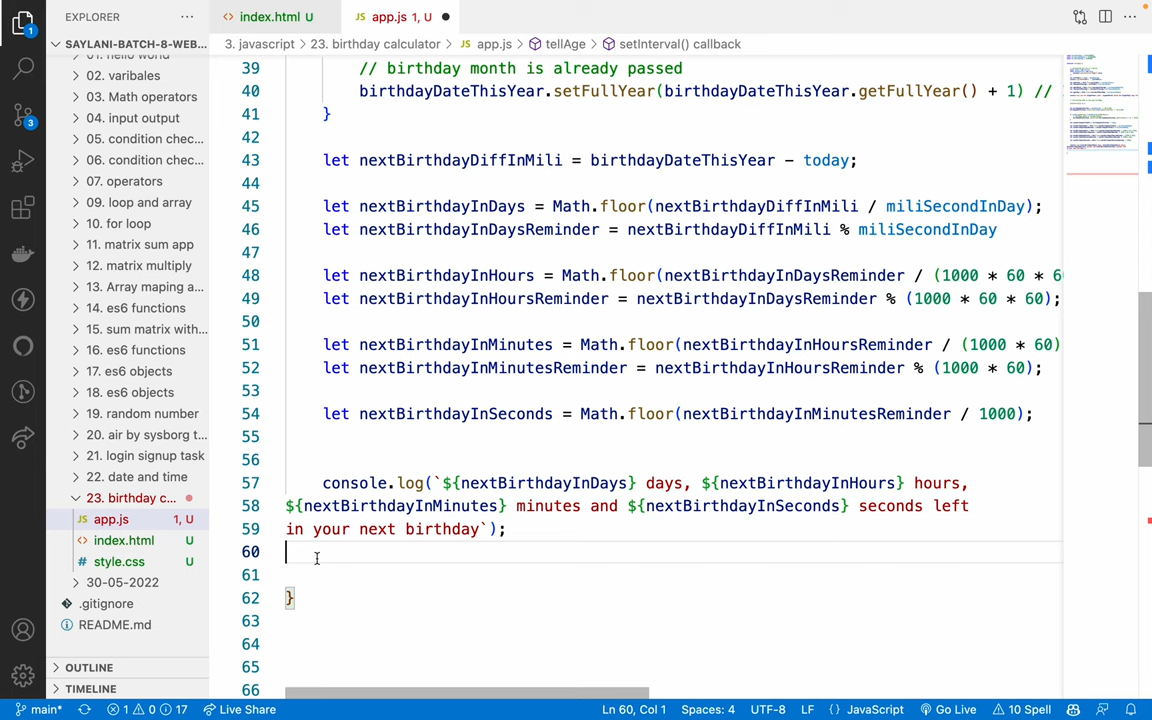 EXPLORER
index.html U
app.js 1, U
SAYLANI-BATCH-8-WEB...
3. javascript > 23. birthday calculator > app.js > tellAge > setInterval() callback
01. hello world
02. varibales
03. Math operators
04. input output
05. condition chec...
06. condition chec...
07. operators
09. loop and array
10. for loop
11. matrix sum app
12. matrix multiply
13. Array maping a...
14. es6 functions
15. sum matrix with...
16. es6 functions
17. es6 objects
18. es6 objects
19. random number
20. air by sysborg t...
21. login signup task
22. date and time
23. birthday c...
JS app.js 1, U
index.html U
# style.css U
30-05-2022
.gitignore
README.md
OUTLINE
TIMELINE
39 // birthday month is already passed
40 birthdayDateThisYear.setFullYear(birthdayDateThisYear.getFullYear() + 1) //
41 }
42
43 let nextBirthdayDiffInMili = birthdayDateThisYear - today;
44
45 let nextBirthdayInDays = Math.floor(nextBirthdayDiffInMili / miliSecondInDay);
46 let nextBirthdayInDaysReminder = nextBirthdayDiffInMili % miliSecondInDay
47
48 let nextBirthdayInHours = Math.floor(nextBirthdayInDaysReminder / (1000 * 60 * 6
49 let nextBirthdayInHoursReminder = nextBirthdayInDaysReminder % (1000 * 60 * 60);
50
51 let nextBirthdayInMinutes = Math.floor(nextBirthdayInHoursReminder / (1000 * 60)
52 let nextBirthdayInMinutesReminder = nextBirthdayInHoursReminder % (1000 * 60);
53
54 let nextBirthdayInSeconds = Math.floor(nextBirthdayInMinutesReminder / 1000);
55
56
57 console.log(`${nextBirthdayInDays} days, ${nextBirthdayInHours} hours,
58 ${nextBirthdayInMinutes} minutes and ${nextBirthdayInSeconds} seconds left
59 in your next birthday`);
60
61
62 }
63
64
65
66
main* 1 0 17 Live Share Ln 60, Col 1 Spaces: 4 UTF-8 LF {} JavaScript Go Live 10 Spell